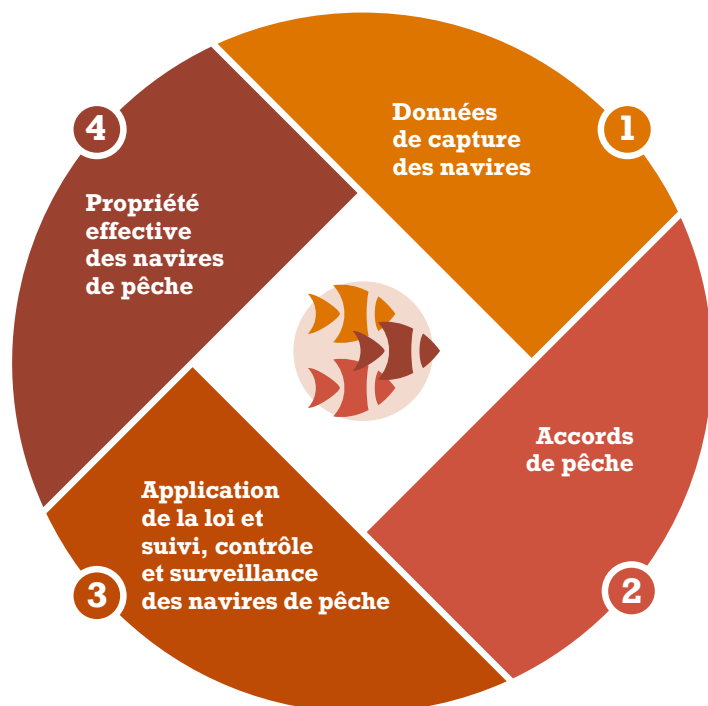 1
Données
de capture
des navires
2
Accords
de pêche
3
Application
de la loi et
suivi, contrôle
et surveillance
des navires de pêche
4
Propriété
effective
des navires
de pêche